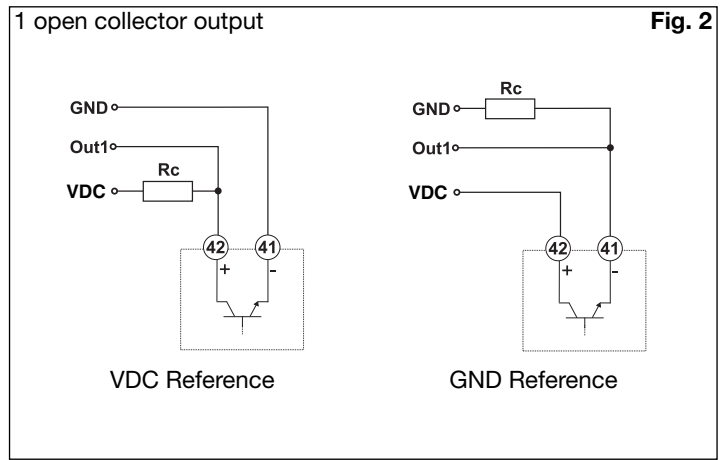 1 open collector output Fig. 2
GND
Out1
Rc
VDC
42 41
+ -
VDC Reference
Rc
GND
Out1
VDC
42 41
+ -
GND Reference